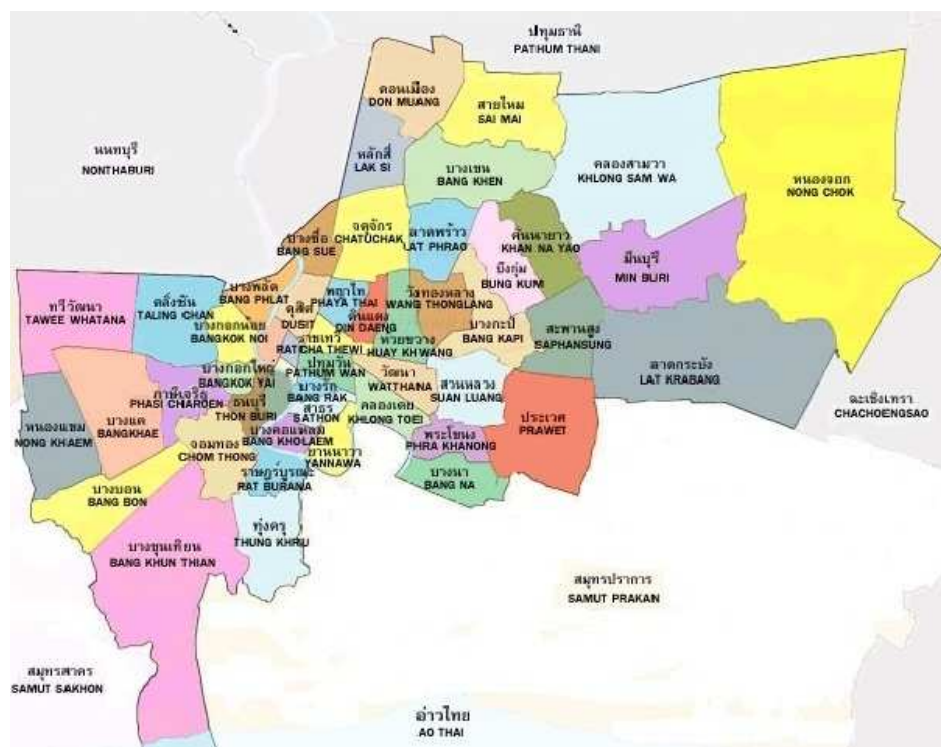 ปทุมธานี
PATHUM THANI
ดอนเมือง
DON MUANG
สายไหม
SAI MAI
นนทบุรี
NONTHABURI
หลักสี่
LAK SI
บางเขน
BANG KHEN
คลองสามวา
KHLONG SAM WA
หนองจอก
NONG CHOK
บางซื่อ
BANG SUE
จตุจักร
CHATUCHAK
ลาดพร้าว
LAT PHRAO
คันนายาว
KHAN NA YAO
บึงกุ่ม
BUNG KUM
มีนบุรี
MIN BURI
ทวีวัฒนา
TAWEE WHATANA
ตลิ่งชัน
TALING CHAN
บางพลัด
BANG PHLAT
ดุสิต
DUSIT
พญาไท
PHAYA THAI
วังทองหลาง
WANG THONGLANG
ดินแดง
DIN DAENG
บางกะปิ
BANG KAPI
สะพานสูง
SAPHANSUNG
บางกอกน้อย
BANGKOK NOI
ราชเทวี
RATCHA THEWI
ห้วยขวาง
HUAY KHWANG
ลาดกระบัง
LAT KRABANG
บางกอกใหญ่
BANGKOK YAI
ปทุมวัน
PATHUM WAN
วัฒนา
WATTHAINA
สวนหลวง
SUAN LUANG
ฉะเชิงเทรา
CHACHOENGSAO
ภาษีเจริญ
PHASI CHAROEN
ธนบุรี
THON BURI
บางรัก
BANG RAK
สาธร
SATHON
คลองเตย
KHLONG TOEI
ประเวศ
PRAWET
หนองแขม
NONG KHAEM
บางแค
BANGKHAE
จอมทอง
CHOM THONG
บางคอแหลม
BANG KHOLAEM
ยานนาวา
YANNAWA
พระโขนง
PHRA KHANONG
บางบอน
BANG BON
ราษฎร์บูรณะ
RAT BURANA
บางนา
BANG NA
บางขุนเทียน
BANG KHUN THIAN
ทุ่งครุ
THUNG KHRU
สมุทรปราการ
SAMUT PRAKAN
สมุทรสาคร
SAMUT SAKHON
อ่าวไทย
AO THAI